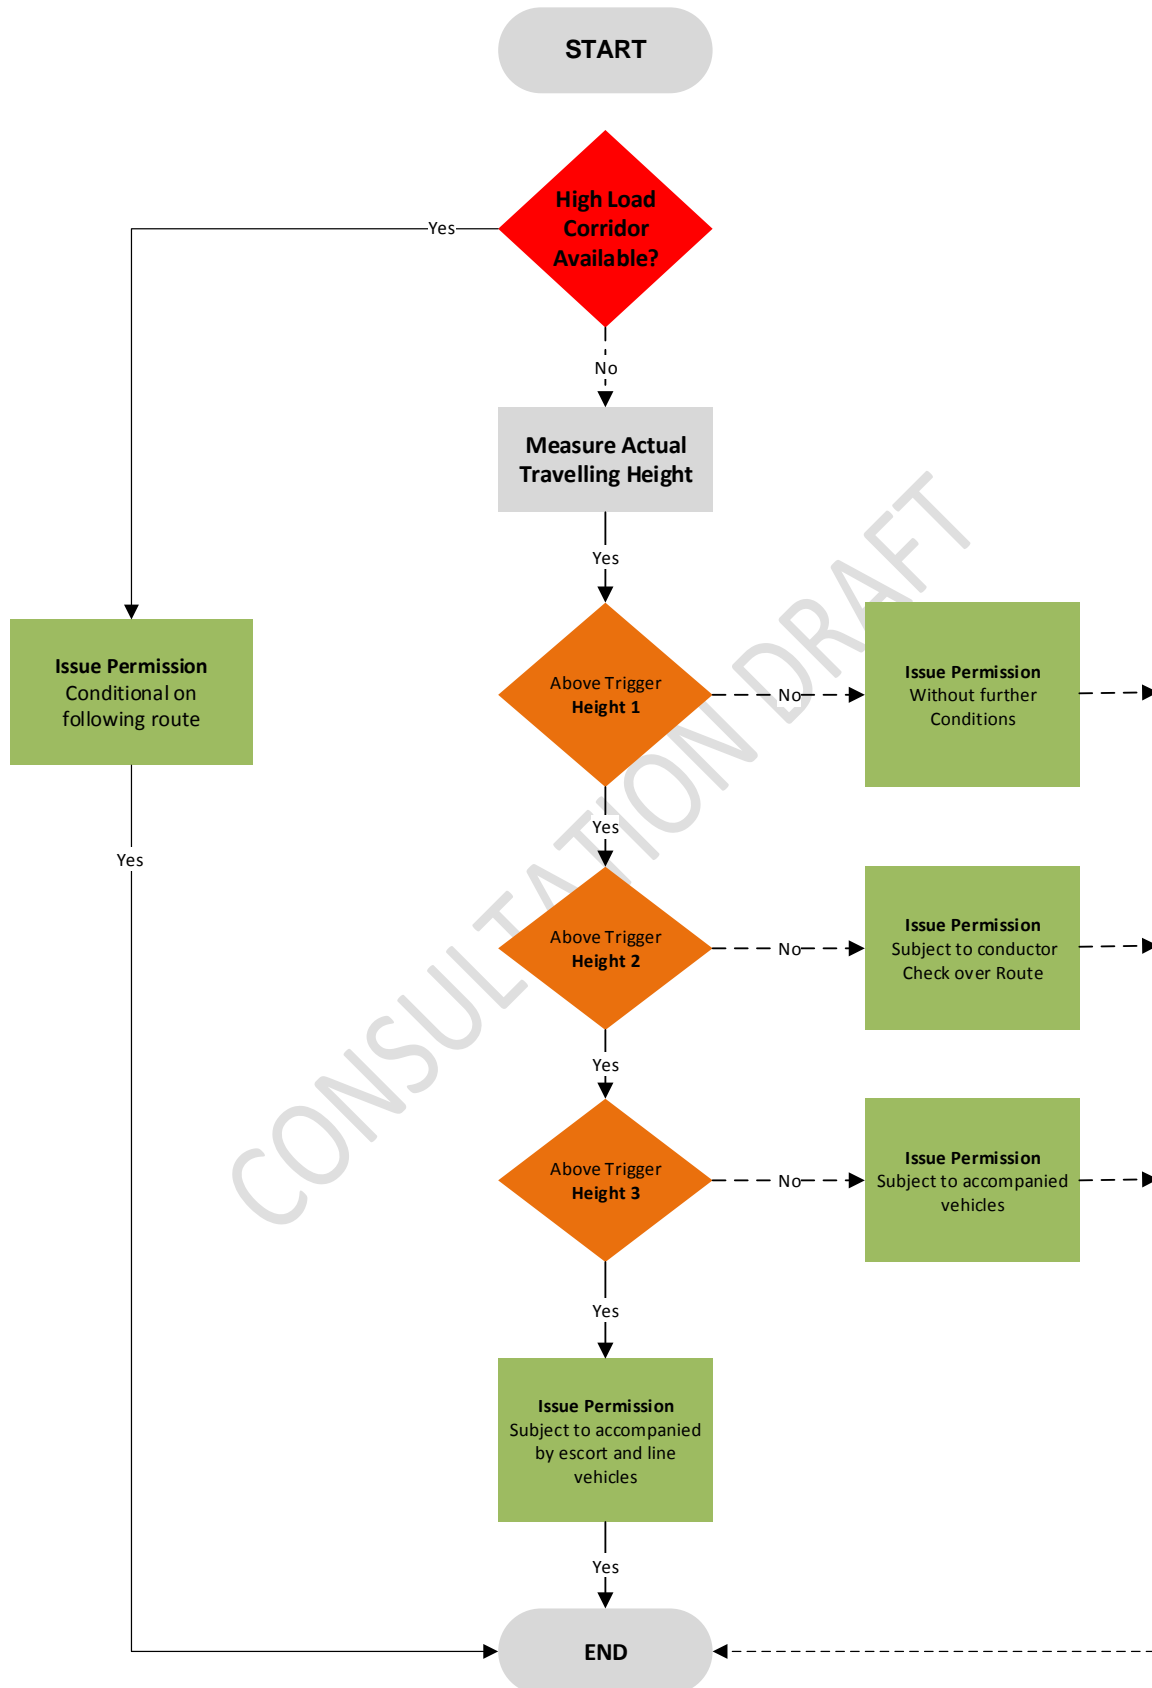 START
High Load
Corridor
Available?
Yes
No
Measure Actual
Travelling Height
Yes
Issue Permission
Conditional on
following route
Above Trigger
Height 1
No
Issue Permission
Without further
Conditions
Yes
Yes
Above Trigger
Height 2
No
Issue Permission
Subject to conductor
Check over Route
Yes
Above Trigger
Height 3
No
Issue Permission
Subject to accompanied
vehicles
Yes
Issue Permission
Subject to accompanied
by escort and line
vehicles
Yes
END
CONSULTATION DRAFT